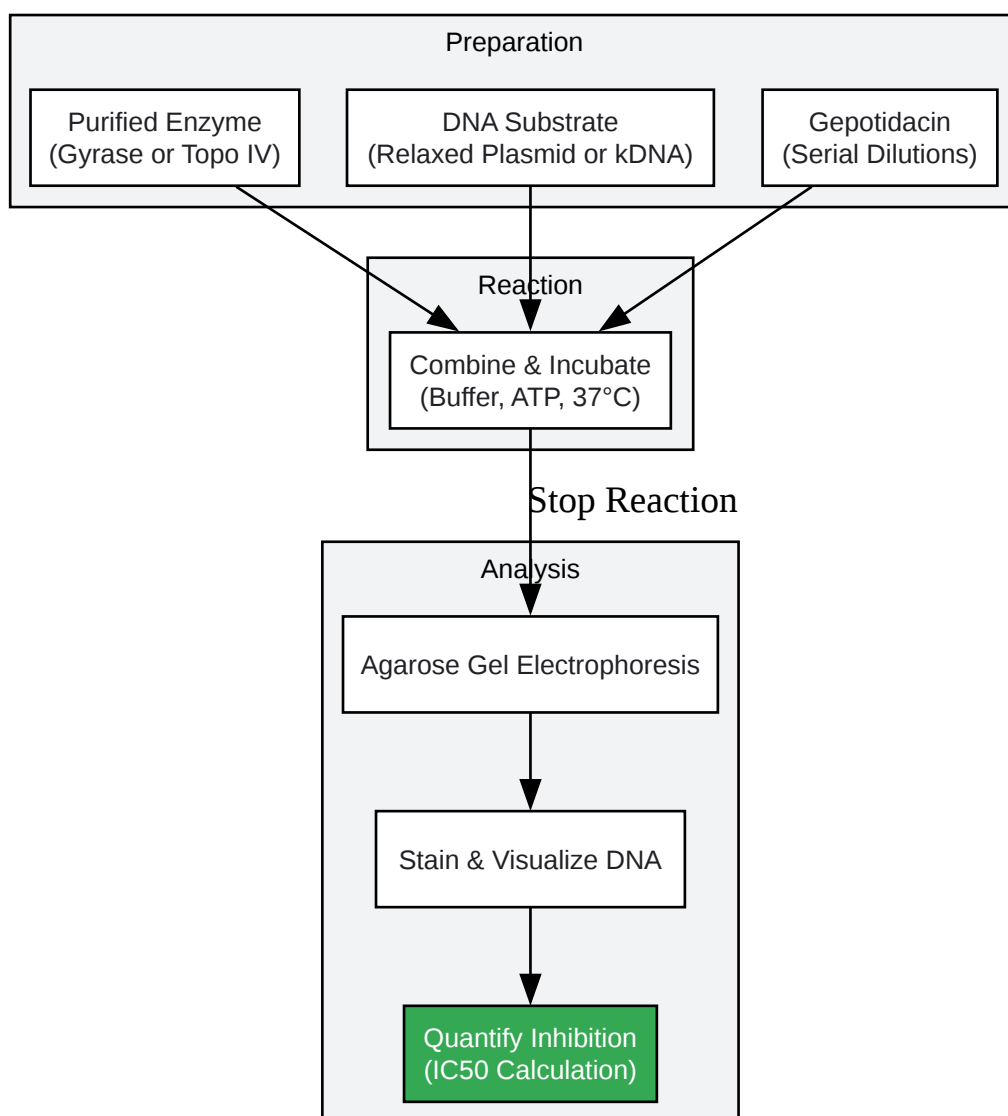 Preparation
Purified Enzyme
(Gyrase or Topo IV)
DNA Substrate
(Relaxed Plasmid or kDNA)
Gepotidacin
(Serial Dilutions)
Reaction
Combine & Incubate
(Buffer, ATP, 37°C)
Stop Reaction
Analysis
Agarose Gel Electrophoresis
Stain & Visualize DNA
Quantify Inhibition
(IC50 Calculation)